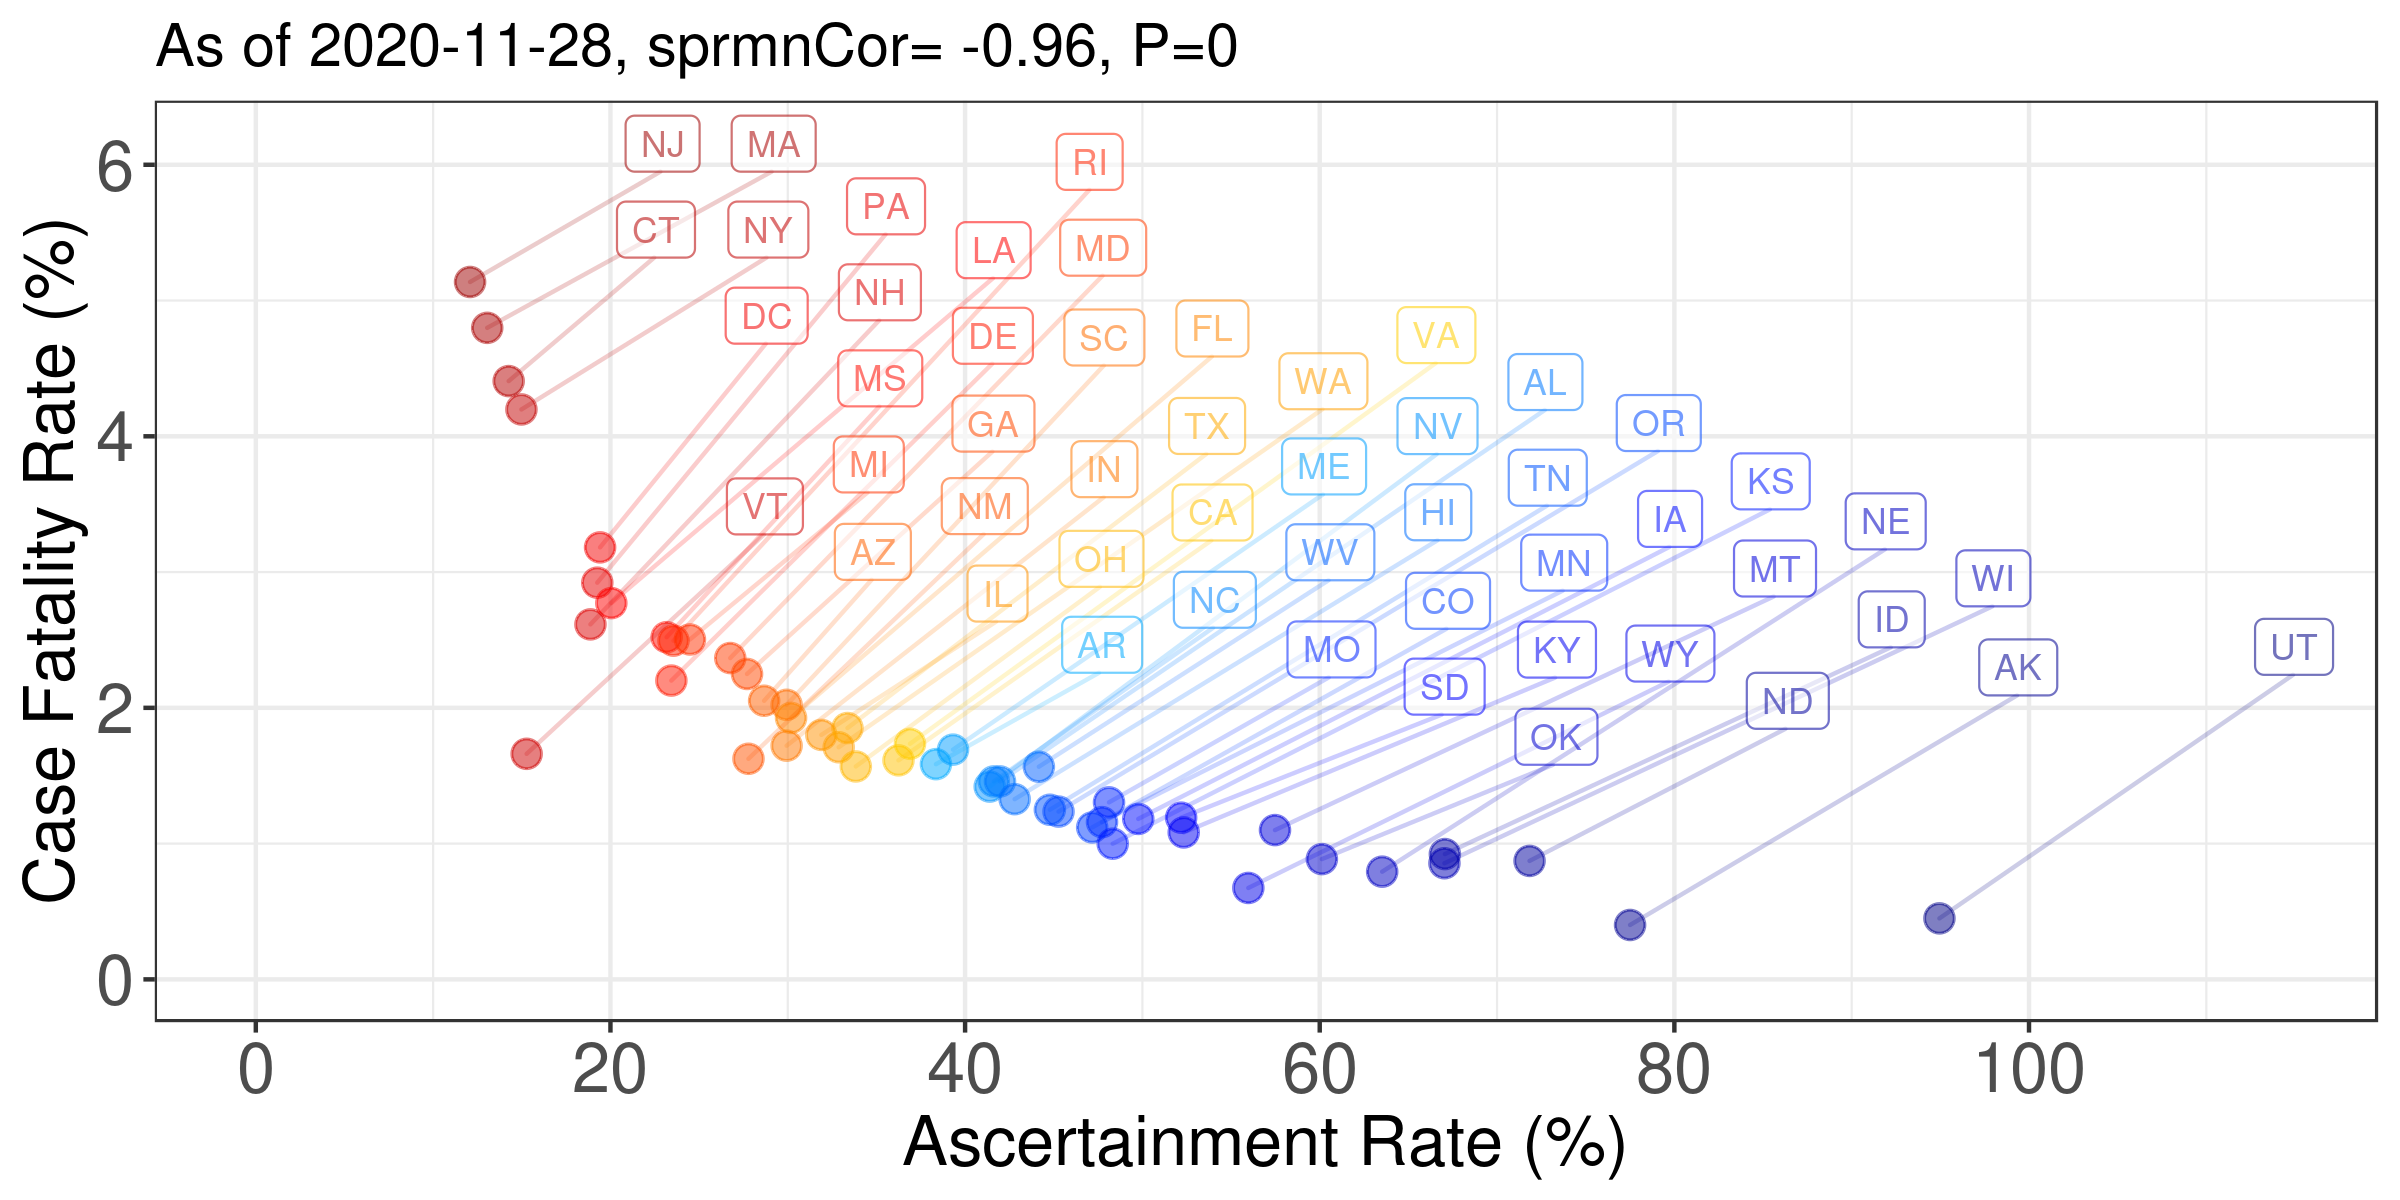 As of 2020-11-28, sprmnCor= -0.96, P=0
Case Fatality Rate (%)
6
4
2
0
NJ
MA
RI
PA
CT
NY
LA
MD
NH
DC
DE
SC
FL
VA
MS
WA
AL
GA
TX
NV
OR
MI
IN
ME
TN
KS
VT
NM
CA
HI
IA
NE
AZ
OH
WV
MN
MT
WI
IL
NC
CO
ID
AR
MO
KY
WY
UT
AK
SD
ND
OK
0
20
40
60
80
100
Ascertainment Rate (%)